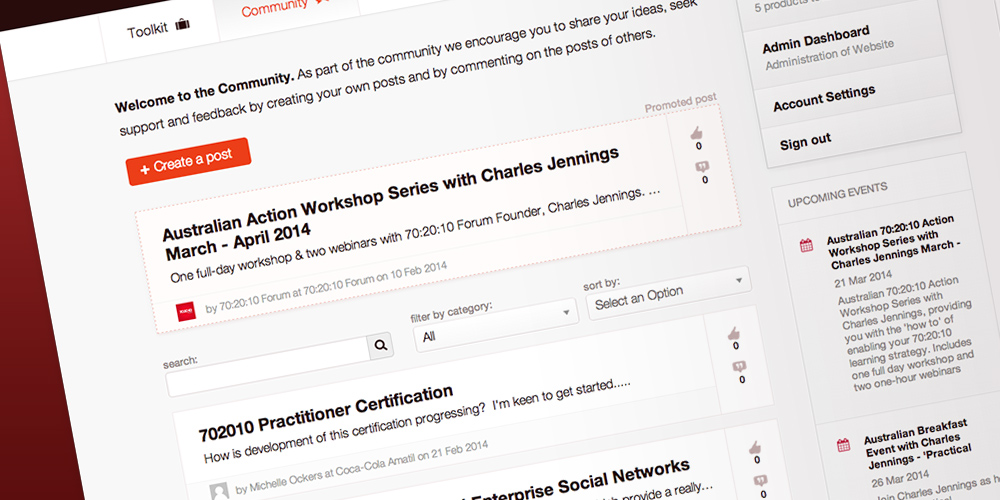 Toolkit
Community
Welcome to the Community. As part of the community we encourage you to share your ideas, seek
support and feedback by creating your own posts and by commenting on the posts of others.
+ Create a post
Promoted post
Australian Action Workshop Series with Charles Jennings
March - April 2014
One full-day workshop & two webinars with 70:20:10 Forum Founder, Charles Jennings. ...
by 70:20:10 Forum at 70:20:10 Forum on 10 Feb 2014
0
0
search:
filter by category:
All
sort by:
Select an Option
702010 Practitioner Certification
How is development of this certification progressing? I'm keen to get started.....
by Michelle Ockers at Coca-Cola Amatil on 21 Feb 2014
0
0
Enterprise Social Networks
provide a really...
0
0
5 products
Admin Dashboard
Administration of Website
Account Settings
Sign out
UPCOMING EVENTS
Australian 70:20:10 Action
Workshop Series with
Charles Jennings March -
21 Mar 2014
Australian 70:20:10 Action
Workshop Series with
Charles Jennings, providing
you with the 'how to' of
enabling your 70:20:10
learning strategy. Includes
one full day workshop and
two one-hour webinars
Australian Breakfast
Event with Charles
Jennings - 'Practical
26 Mar 2014
Join Charles Jennings as